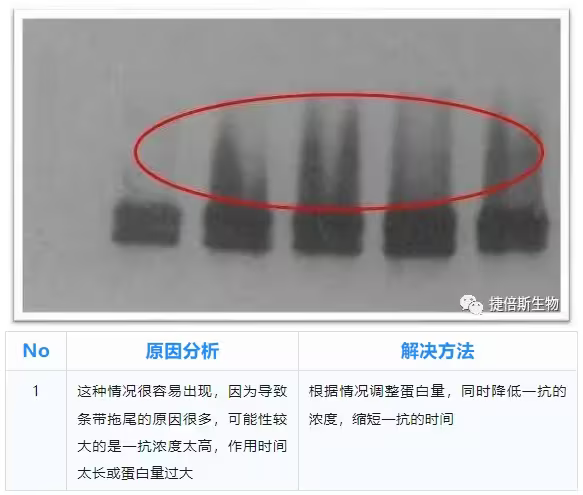 捷倍斯生物
No 原因分析 解决方法
1 这种情况很容易出现，因为导致
条带拖尾的原因很多，可能性较
大的是一抗浓度太高，作用时间
太长或蛋白量过大
根据情况调整蛋白量，同时降低一抗的
浓度，缩短一抗的时间